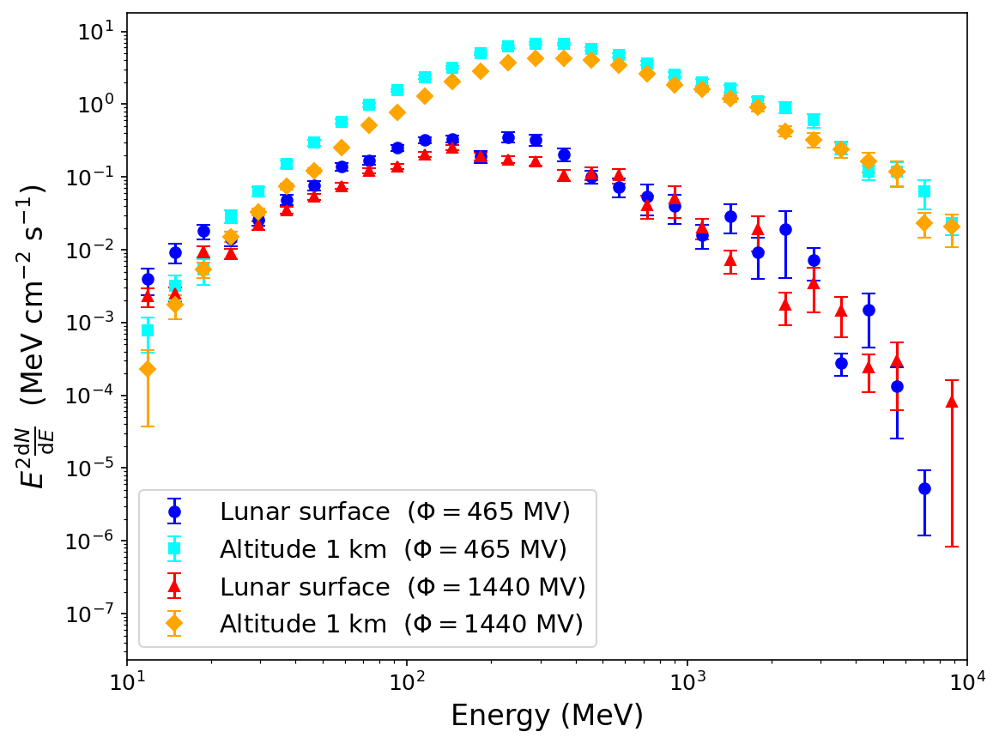 10¹
10⁰
10⁻¹
10⁻²
10⁻³
10⁻⁴
10⁻⁵
10⁻⁶
10⁻⁷
E² dN/dE (MeV cm⁻² s⁻¹)
Lunar surface (Φ = 465 MV)
Altitude 1 km (Φ = 465 MV)
Lunar surface (Φ = 1440 MV)
Altitude 1 km (Φ = 1440 MV)
10¹ 10² 10³ 10⁴
Energy (MeV)